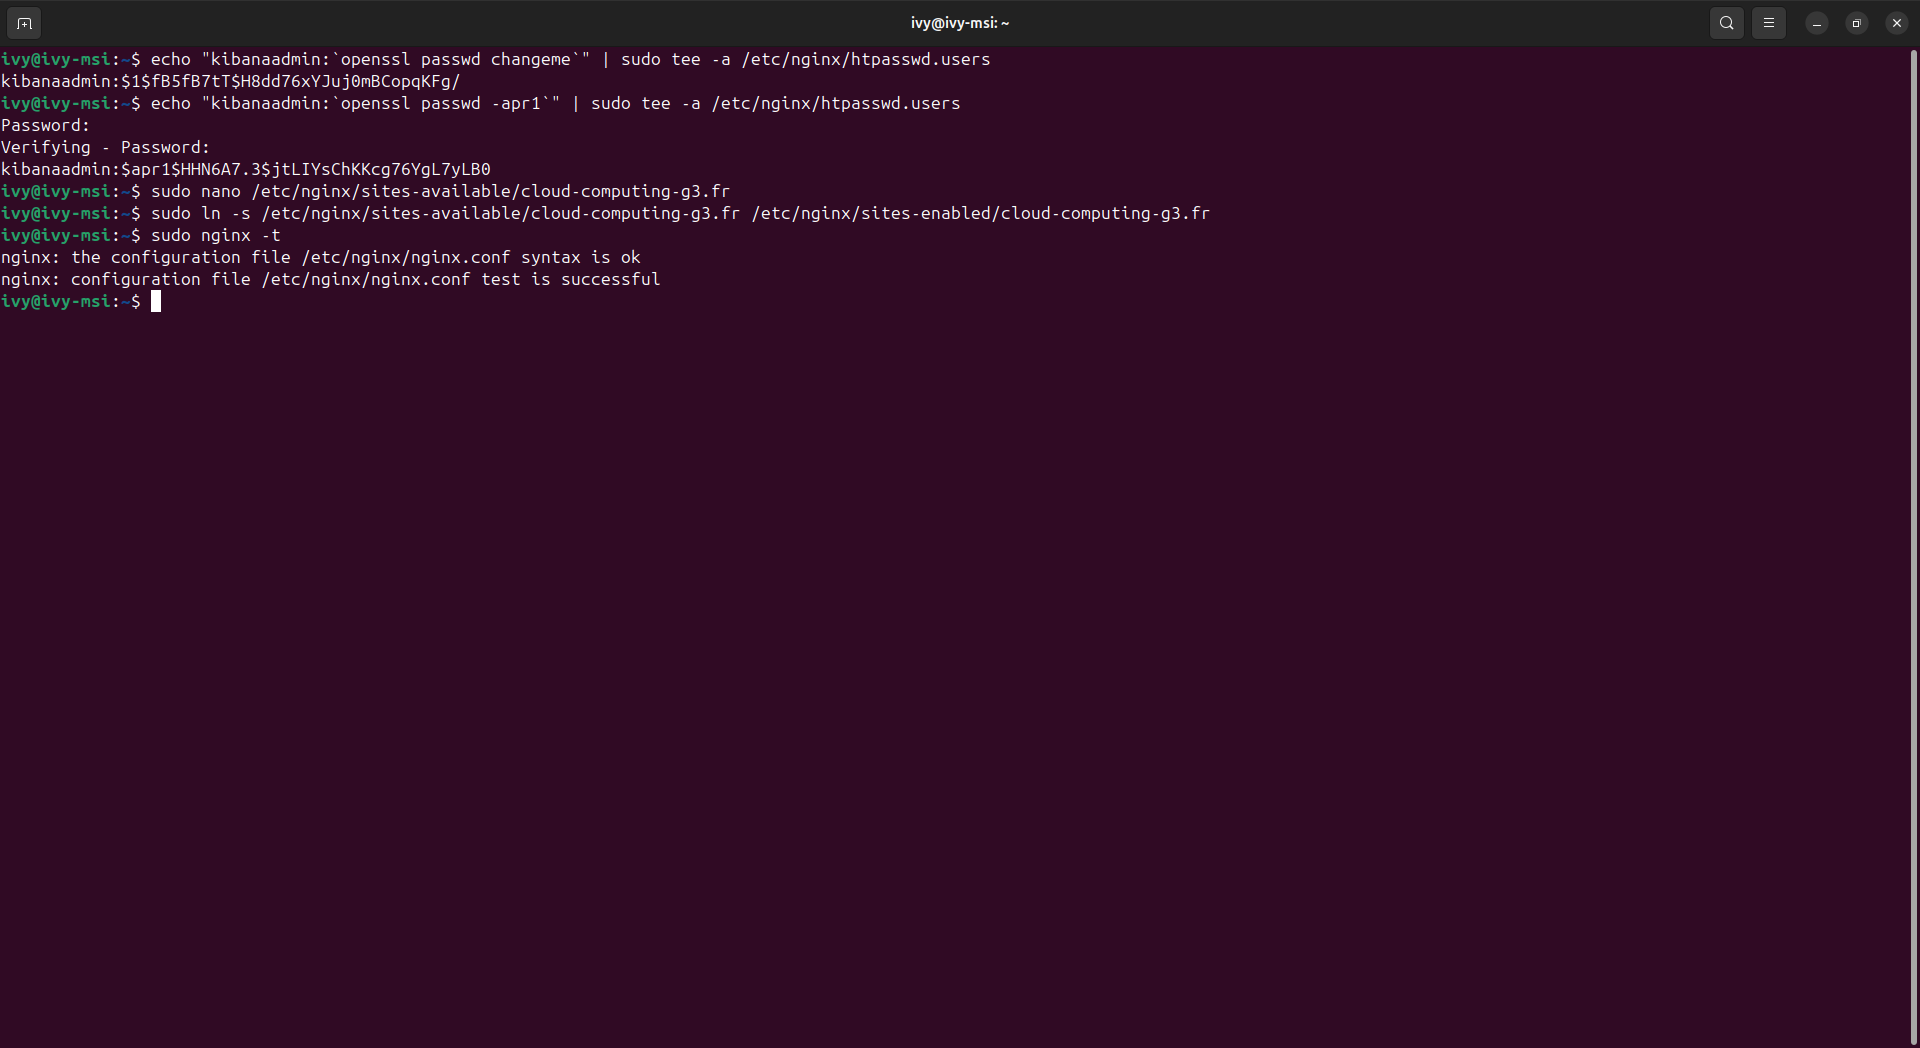 ivy@ivy-msi: ~
ivy@ivy-msi:~$ echo "kibanaadmin:`openssl passwd changeme`" | sudo tee -a /etc/nginx/htpasswd.users
kibanaadmin:$1$fB5fB7tT$H8dd76xYJuj0mBCopqKFg/
ivy@ivy-msi:~$ echo "kibanaadmin:`openssl passwd -apr1`" | sudo tee -a /etc/nginx/htpasswd.users
Password:
Verifying - Password:
kibanaadmin:$apr1$HHN6A7.3$jtLIYsChKKcg76YgL7yLB0
ivy@ivy-msi:~$ sudo nano /etc/nginx/sites-available/cloud-computing-g3.fr
ivy@ivy-msi:~$ sudo ln -s /etc/nginx/sites-available/cloud-computing-g3.fr /etc/nginx/sites-enabled/cloud-computing-g3.fr
ivy@ivy-msi:~$ sudo nginx -t
nginx: the configuration file /etc/nginx/nginx.conf syntax is ok
nginx: configuration file /etc/nginx/nginx.conf test is successful
ivy@ivy-msi:~$